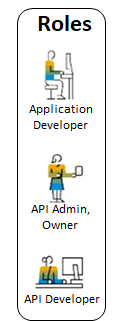 Roles
Application
Developer
API Admin,
Owner
API Developer